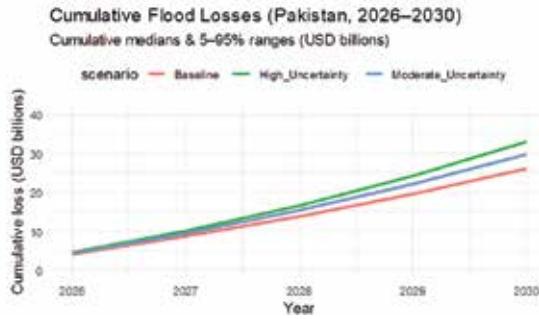 Cumulative Flood Losses (Pakistan, 2026–2030)
Cumulative medians & 5–95% ranges (USD billions)
scenario Baseline High_Uncertainty Moderate_Uncertainty
Cumulative loss (USD billions)
40
30
20
10
0
2026 2027 2028 2029 2030
Year